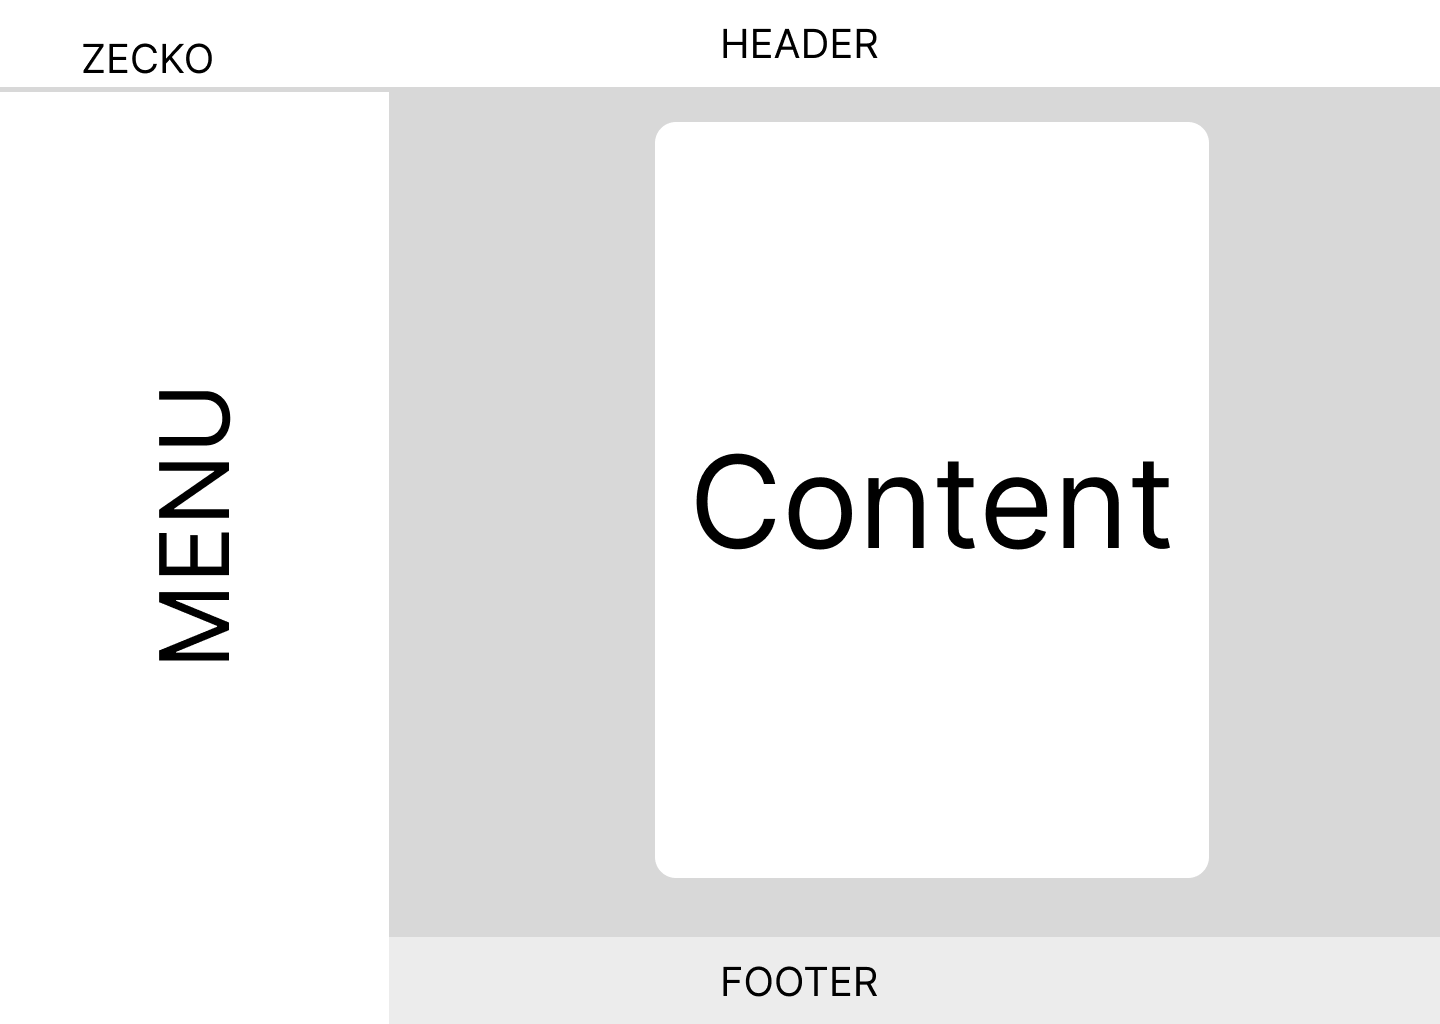 ZECKO
HEADER
MENU
Content
FOOTER